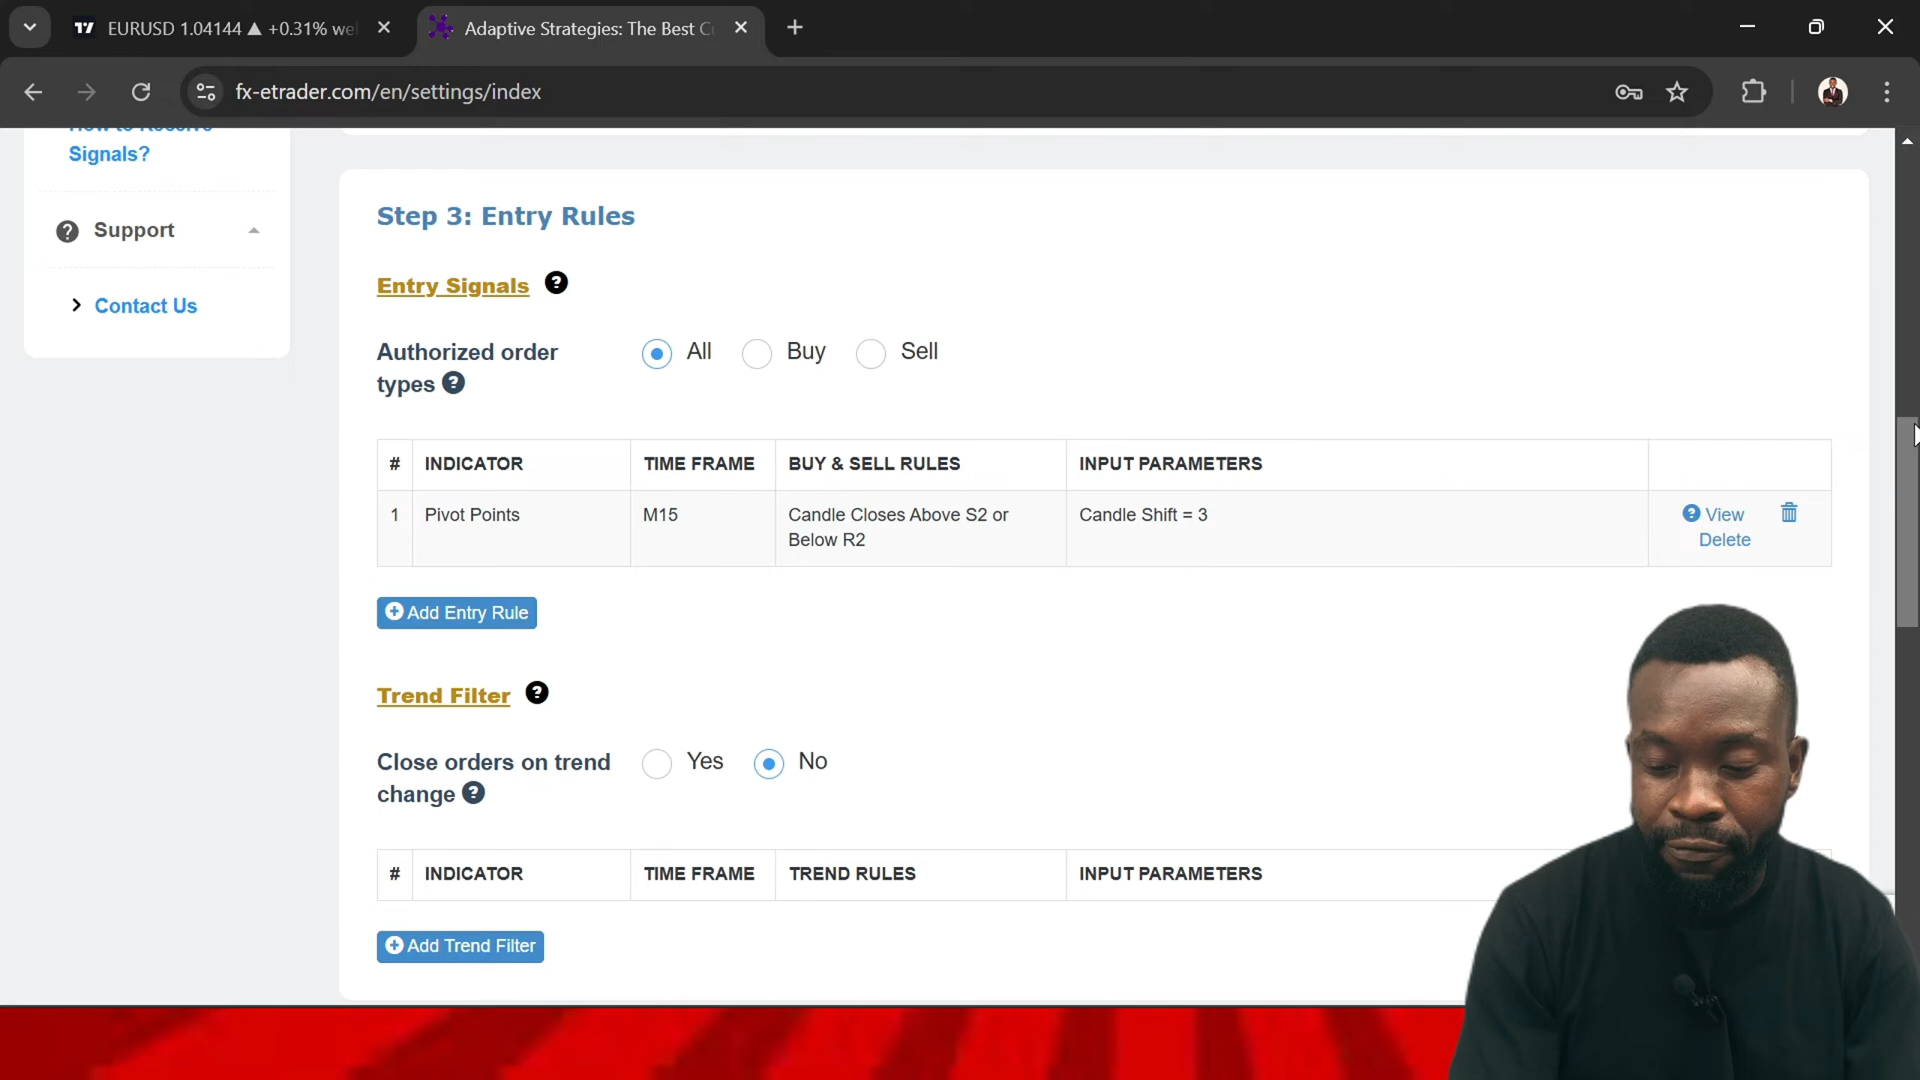 EURUSD 1.04144 ▲ +0.31% we
Adaptive Strategies: The Best C
fx-etrader.com/en/settings/index
How to Receive
Signals?
Support
Contact Us
Step 3: Entry Rules
Entry Signals
Authorized order
types
All
Buy
Sell
# INDICATOR TIME FRAME BUY & SELL RULES INPUT PARAMETERS
1 Pivot Points M15 Candle Closes Above S2 or Candle Shift = 3 View
Below R2 Delete
Add Entry Rule
Trend Filter
Close orders on trend
change
Yes
No
# INDICATOR TIME FRAME TREND RULES INPUT PARAMETERS
Add Trend Filter